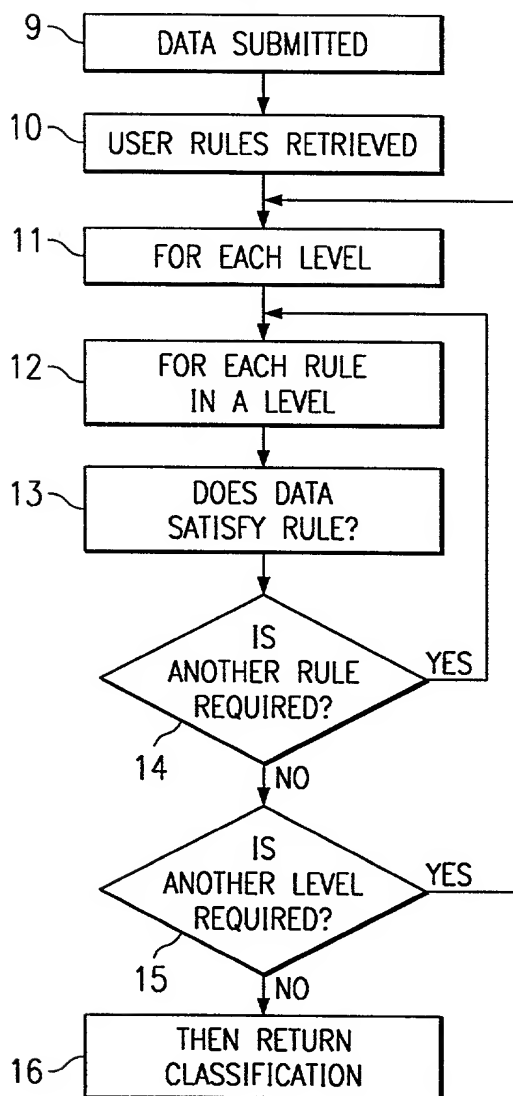 9
DATA SUBMITTED
10
USER RULES RETRIEVED
11
FOR EACH LEVEL
12
FOR EACH RULE
IN A LEVEL
13
DOES DATA
SATISFY RULE?
IS
ANOTHER RULE
REQUIRED?
YES
14
NO
IS
ANOTHER LEVEL
REQUIRED?
YES
15
NO
THEN RETURN
CLASSIFICATION
16